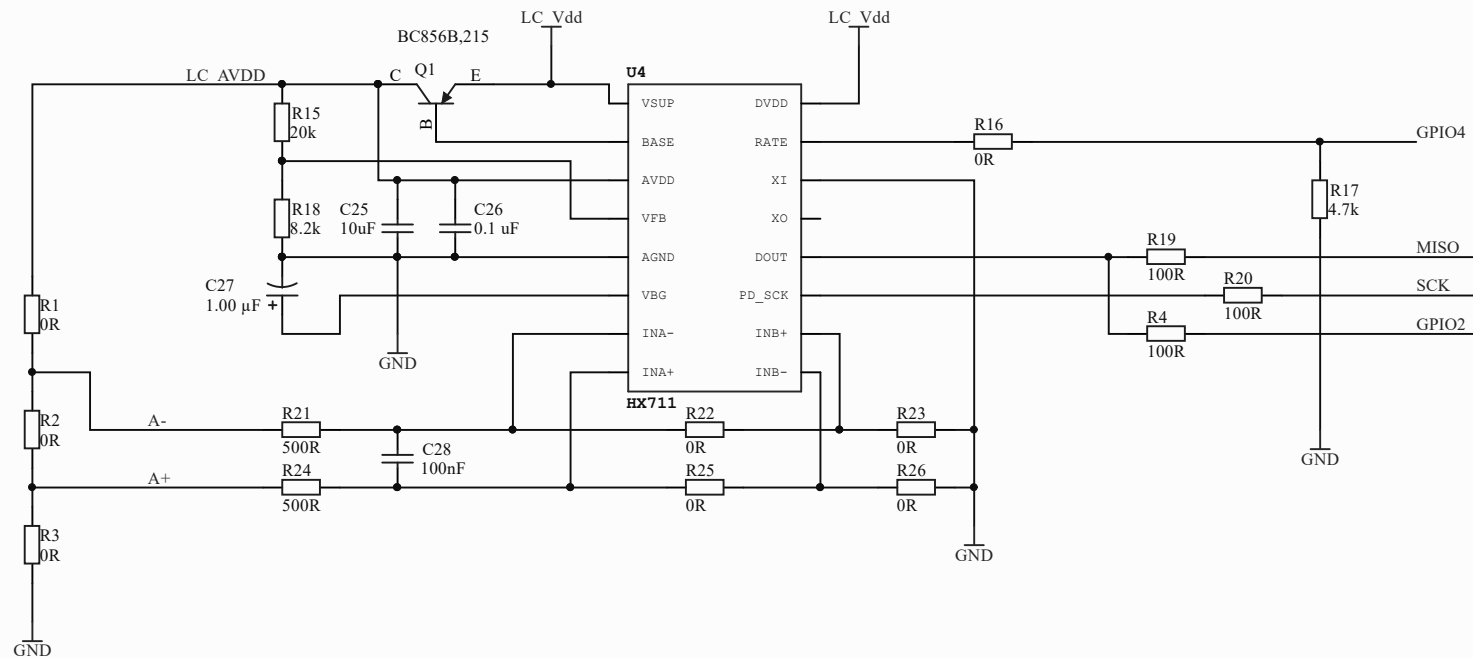 LC_Vdd
LC_Vdd
BC856B,215
LC_AVDD
C
Q1
E
B
U4
VSUP
DVDD
BASE
RATE
AVDD
XI
VFB
XO
AGND
DOUT
VBG
PD_SCK
INA-
INB+
INA+
INB-
HX711
R15
20k
R18
8.2k
C25
10uF
C26
0.1 uF
C27
1.00 µF
+
GND
R16
0R
GPIO4
R17
4.7k
R19
100R
MISO
R20
100R
SCK
R4
100R
GPIO2
GND
R1
0R
R2
0R
R3
0R
GND
A-
R21
500R
C28
100nF
A+
R24
500R
R22
0R
R23
0R
R25
0R
R26
0R
GND